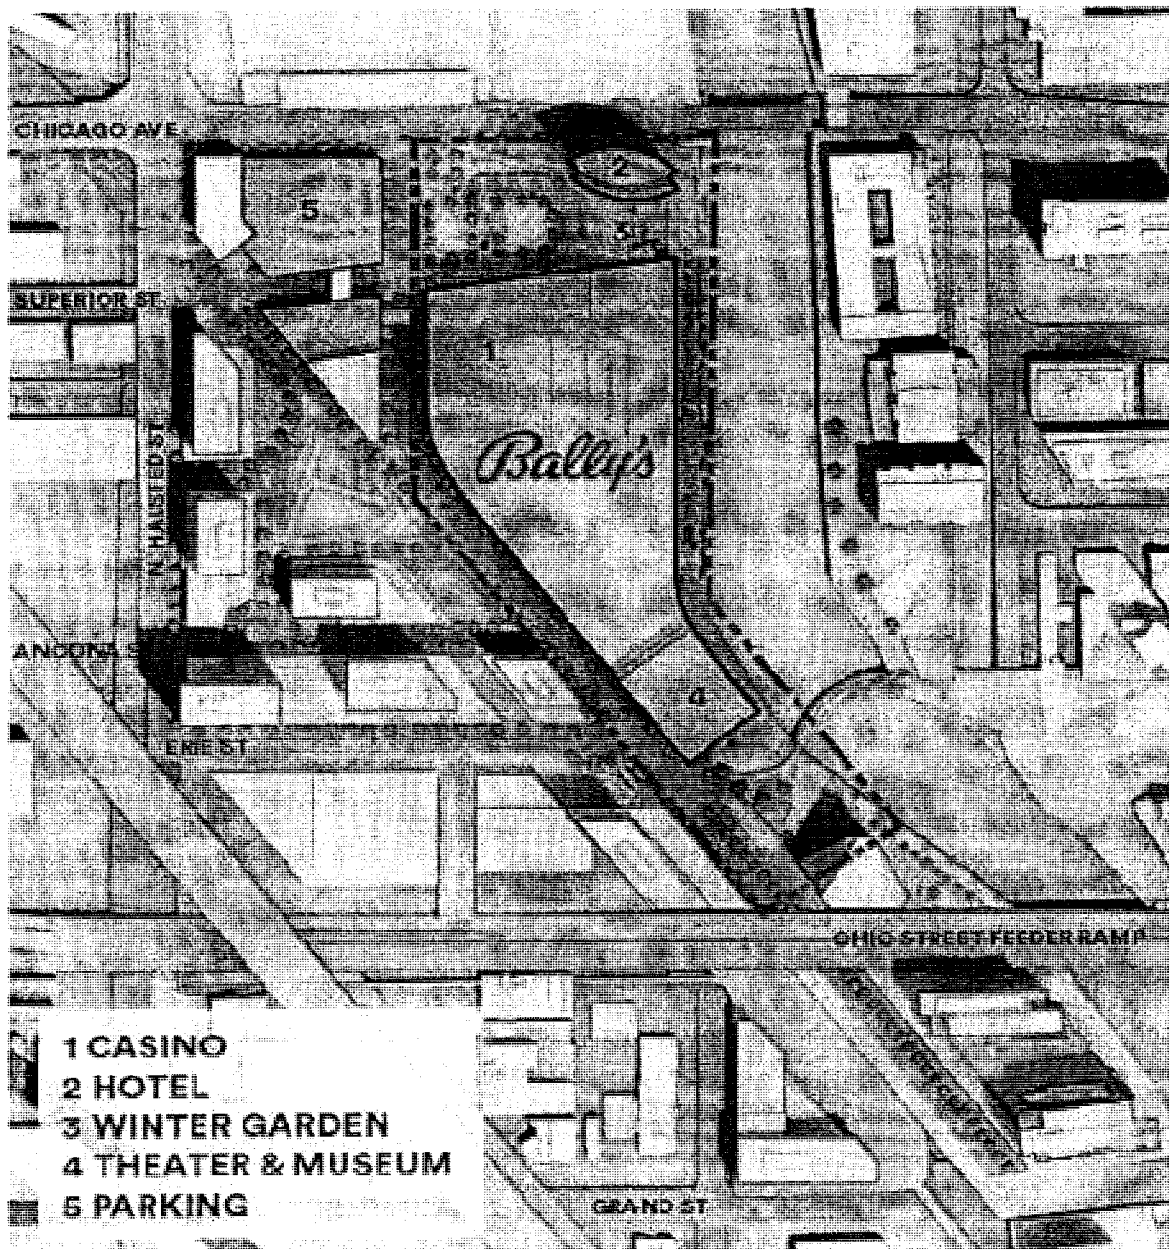 CHICAGO AVE
2
5
3
SUPERIOR ST.
1
Bally's
N HALSTED ST
ANCONA S
4
ERIE ST
OHIO STREET FEEDER RAMP
1 CASINO
2 HOTEL
3 WINTER GARDEN
4 THEATER & MUSEUM
5 PARKING
GRAND ST